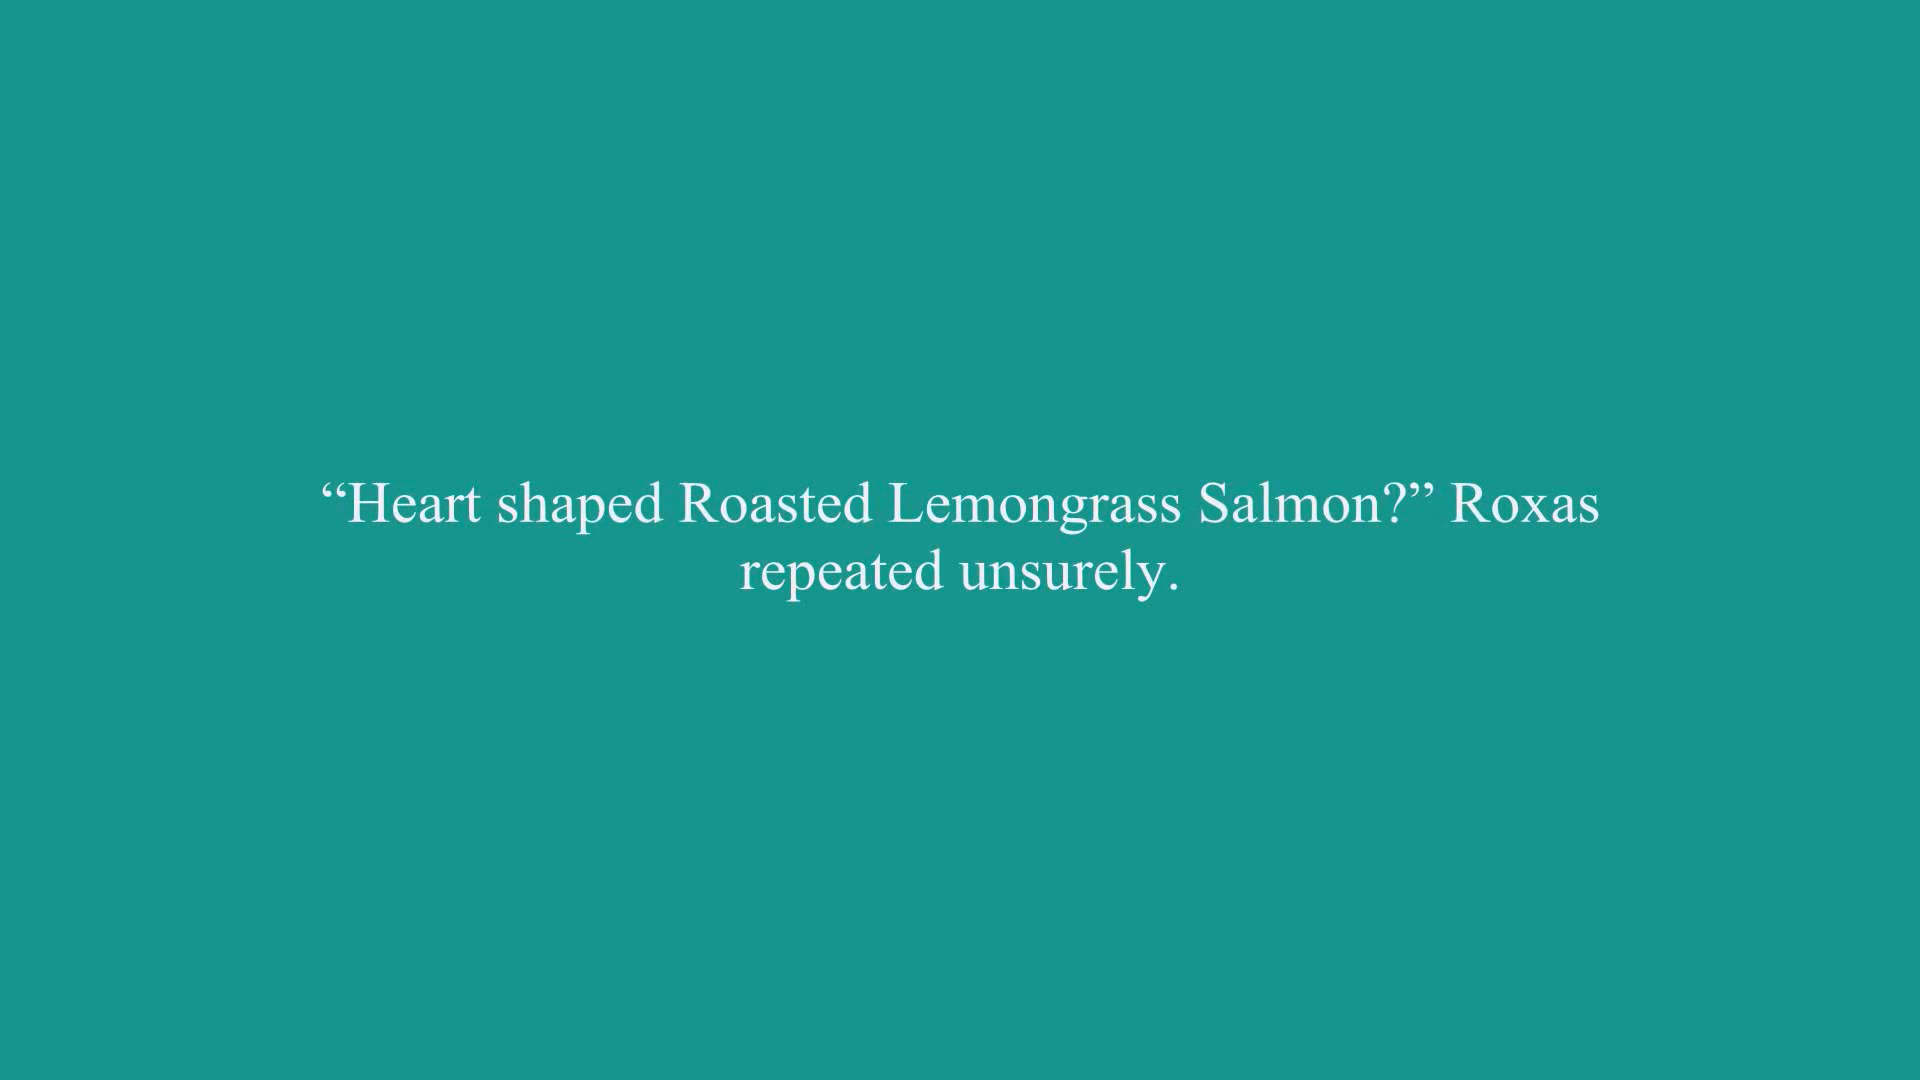 “Heart shaped Roasted Lemongrass Salmon?” Roxas
repeated unsurely.